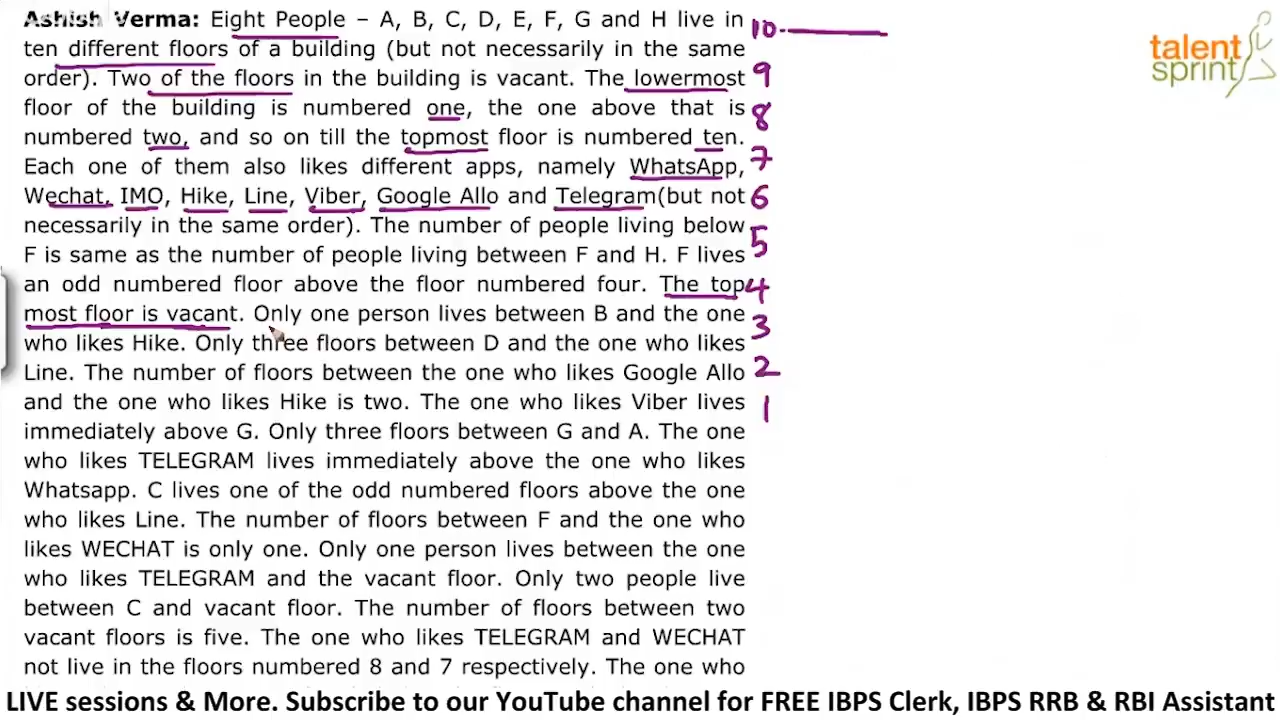 Ashish Verma: Eight People – A, B, C, D, E, F, G and H live in
ten different floors of a building (but not necessarily in the same
order). Two of the floors in the building is vacant. The lowermost
floor of the building is numbered one, the one above that is
numbered two, and so on till the topmost floor is numbered ten.
Each one of them also likes different apps, namely WhatsApp,
Wechat, IMO, Hike, Line, Viber, Google Allo and Telegram(but not
necessarily in the same order). The number of people living below
F is same as the number of people living between F and H. F lives
an odd numbered floor above the floor numbered four. The top
most floor is vacant. Only one person lives between B and the one
who likes Hike. Only three floors between D and the one who likes
Line. The number of floors between the one who likes Google Allo
and the one who likes Hike is two. The one who likes Viber lives
immediately above G. Only three floors between G and A. The one
who likes TELEGRAM lives immediately above the one who likes
Whatsapp. C lives one of the odd numbered floors above the one
who likes Line. The number of floors between F and the one who
likes WECHAT is only one. Only one person lives between the one
who likes TELEGRAM and the vacant floor. Only two people live
between C and vacant floor. The number of floors between two
vacant floors is five. The one who likes TELEGRAM and WECHAT
not live in the floors numbered 8 and 7 respectively. The one who
10
9
8
7
6
5
4
3
2
1
talent
sprint
LIVE sessions & More. Subscribe to our YouTube channel for FREE IBPS Clerk, IBPS RRB & RBI Assistant